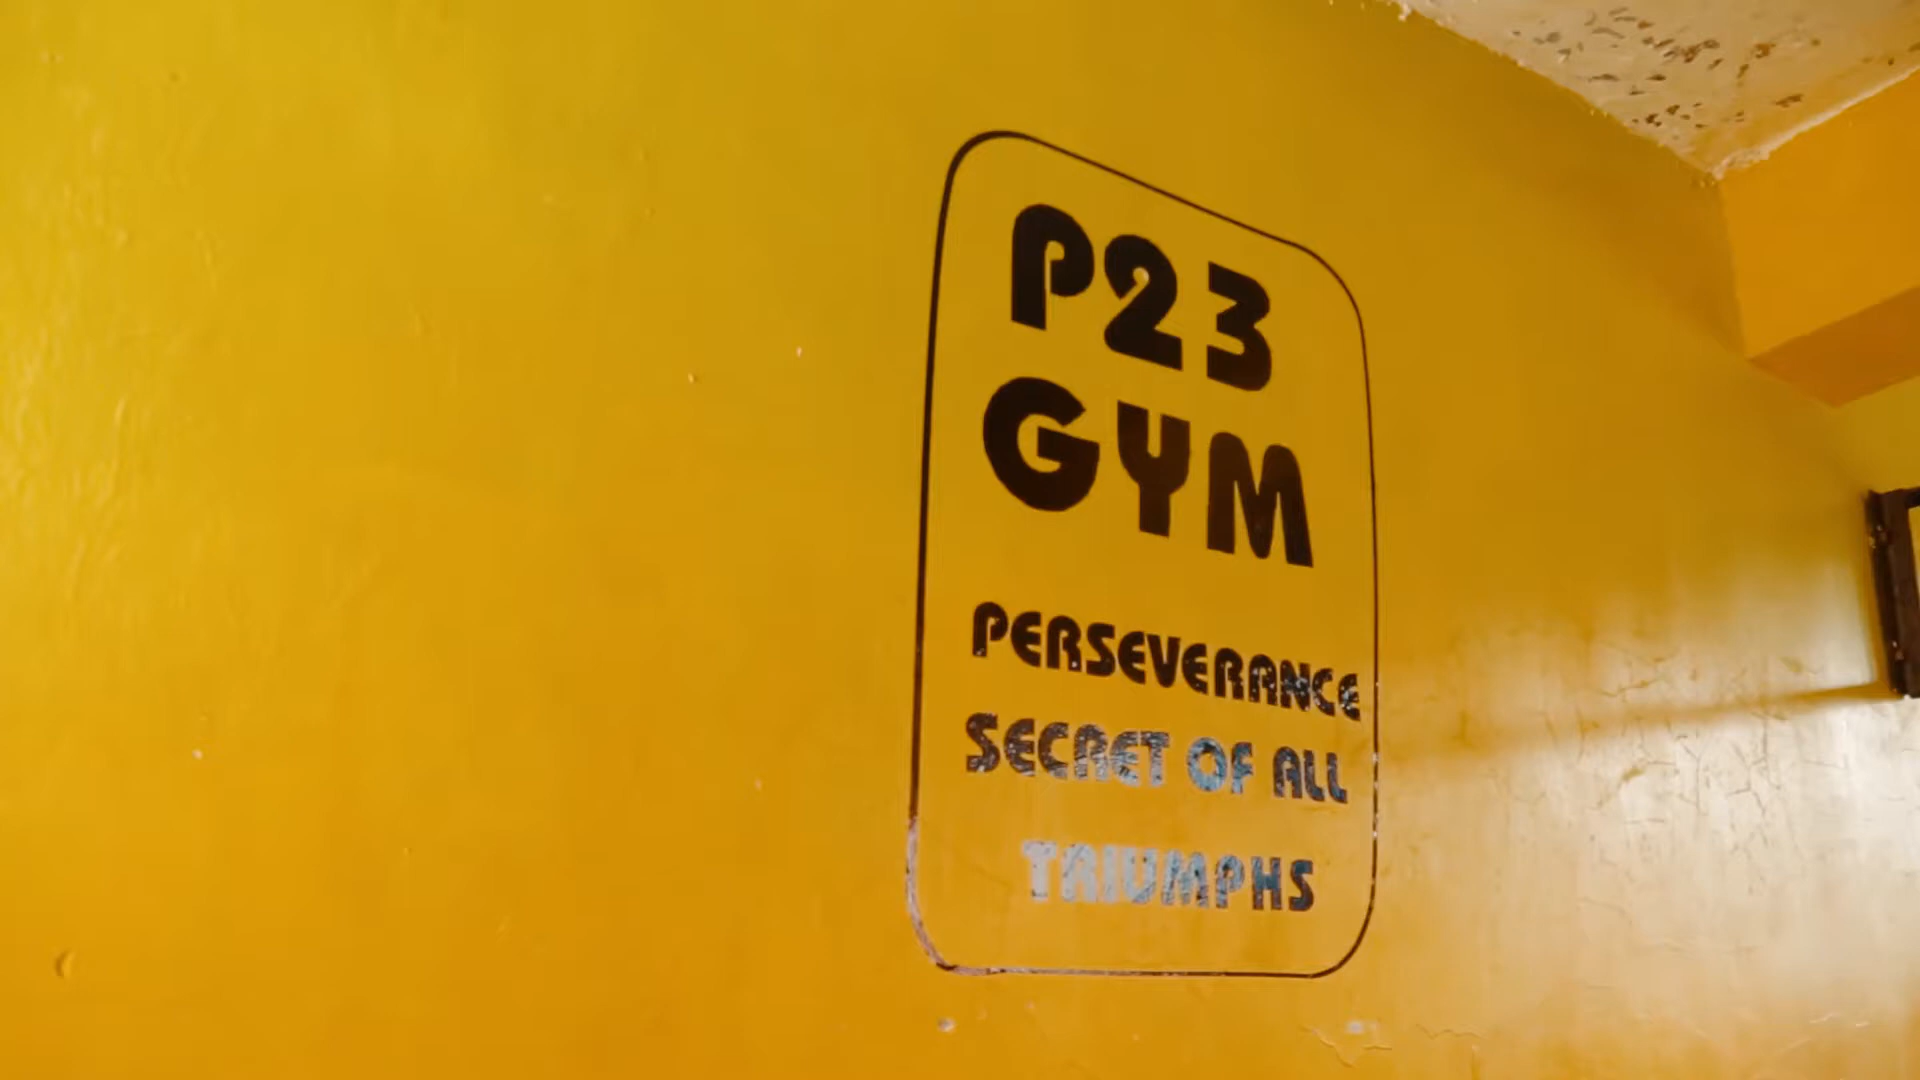 P23
GYM
PERSEVERANCE
SECRET OF ALL
TRIUMPHS